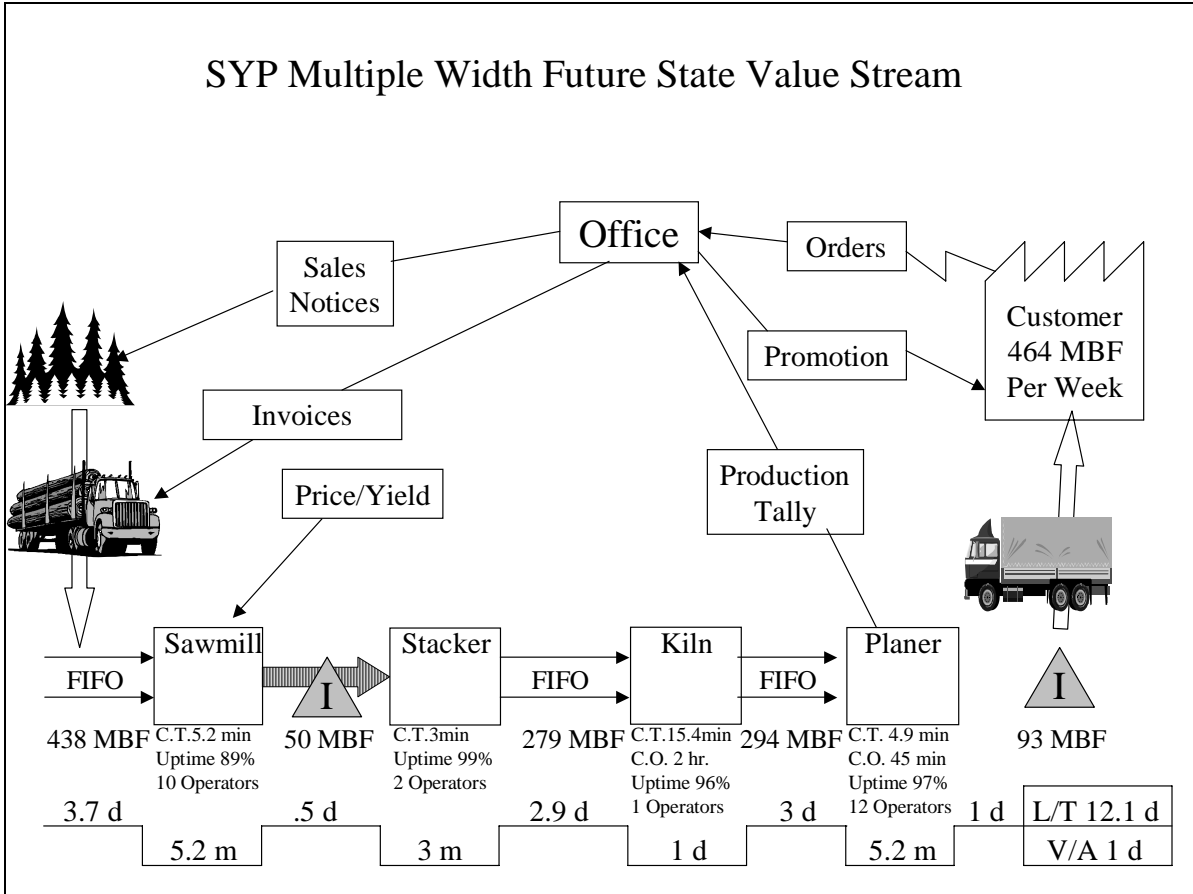 SYP Multiple Width Future State Value Stream
Office
Orders
Sales
Notices
Customer
464 MBF
Per Week
Promotion
Invoices
Production
Tally
Price/Yield
Sawmill
Stacker
Kiln
Planer
FIFO
I
FIFO
FIFO
I
438 MBF
C.T.5.2 min
Uptime 89%
10 Operators
50 MBF
C.T.3min
Uptime 99%
2 Operators
279 MBF
C.T.15.4min
C.O. 2 hr.
Uptime 96%
1 Operators
294 MBF
C.T. 4.9 min
C.O. 45 min
Uptime 97%
12 Operators
93 MBF
3.7 d
.5 d
2.9 d
3 d
1 d
L/T 12.1 d
5.2 m
3 m
1 d
5.2 m
V/A 1 d